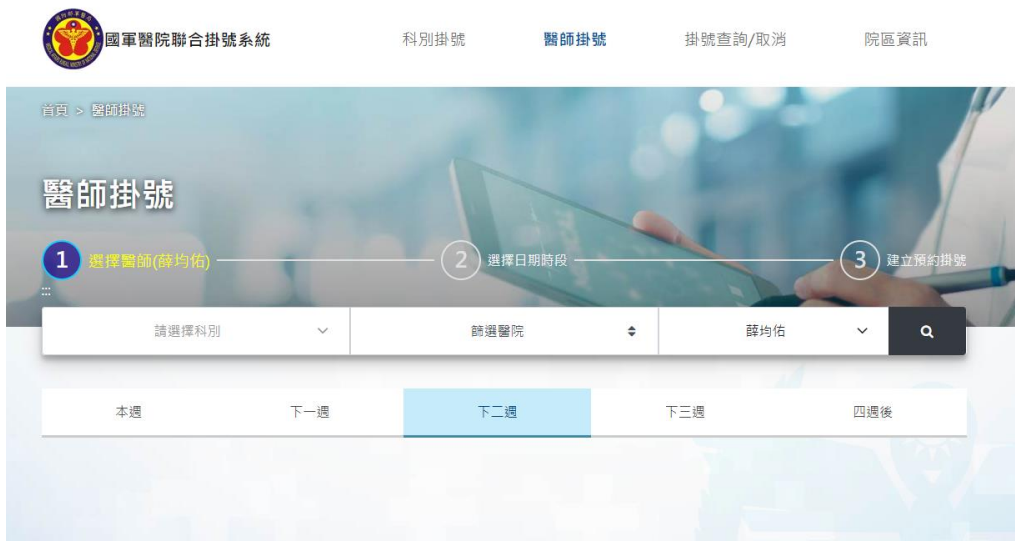 國軍醫院聯合掛號系統
科別掛號 醫師掛號 掛號查詢/取消 院區資訊
首頁 > 醫師掛號
醫師掛號
1 選擇醫師(薛均佑) 2 選擇日期時段 3 建立預約掛號
:::
請選擇科別 篩選醫院 薛均佑
本週 下一週 下二週 下三週 四週後